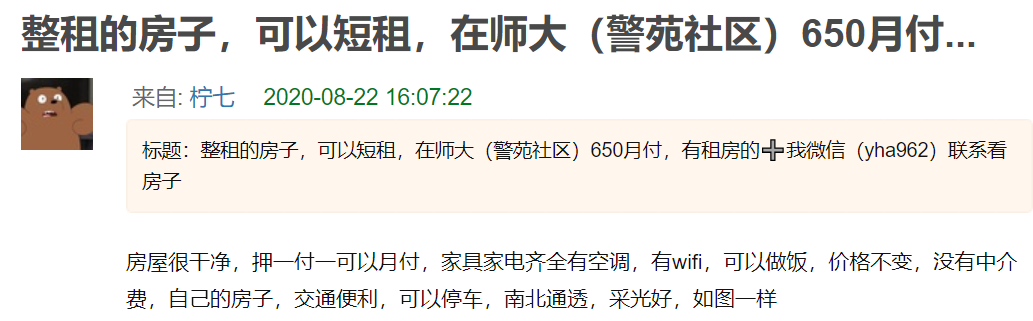 整租的房子，可以短租，在师大（警苑社区）650月付...
来自: 柠七 2020-08-22 16:07:22
标题：整租的房子，可以短租，在师大（警苑社区）650月付，有租房的➕我微信（yha962）联系看
房子
房屋很干净，押一付一可以月付，家具家电齐全有空调，有wifi，可以做饭，价格不变，没有中介
费，自己的房子，交通便利，可以停车，南北通透，采光好，如图一样